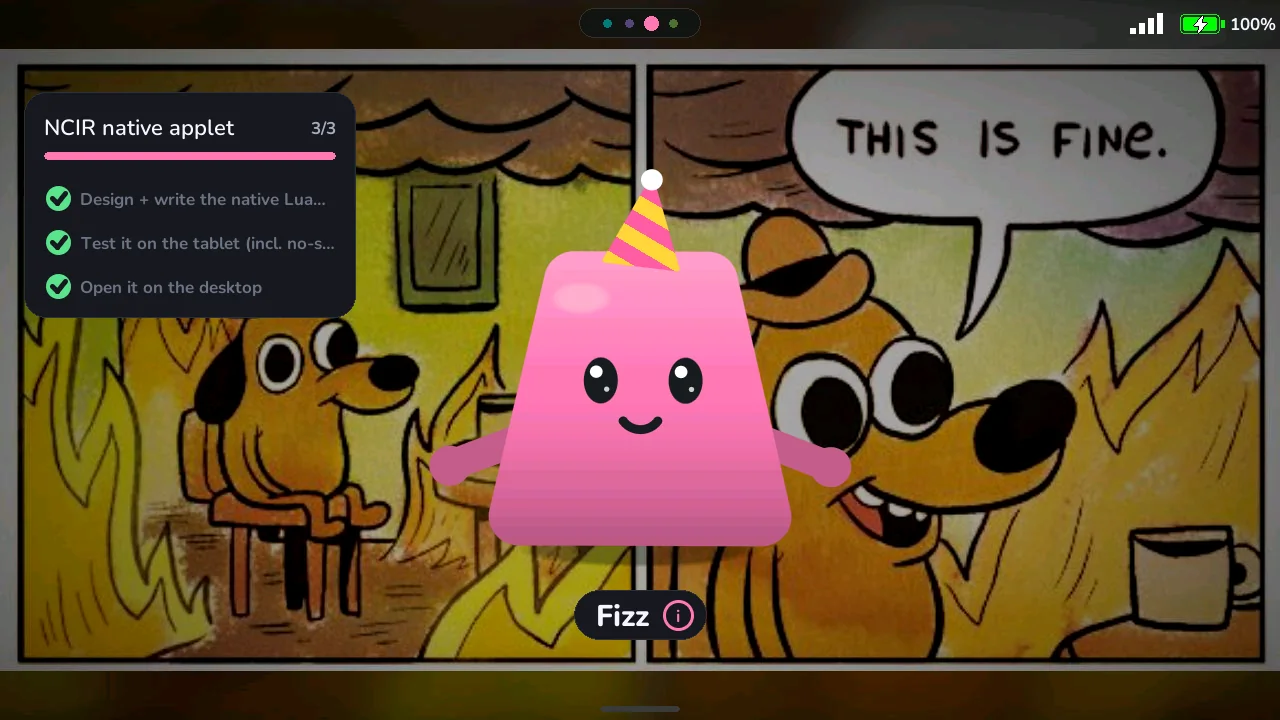 100%
NCIR native applet
3/3
Design + write the native Lua...
Test it on the tablet (incl. no-s...
Open it on the desktop
THIS IS FINE.
Fizz
i